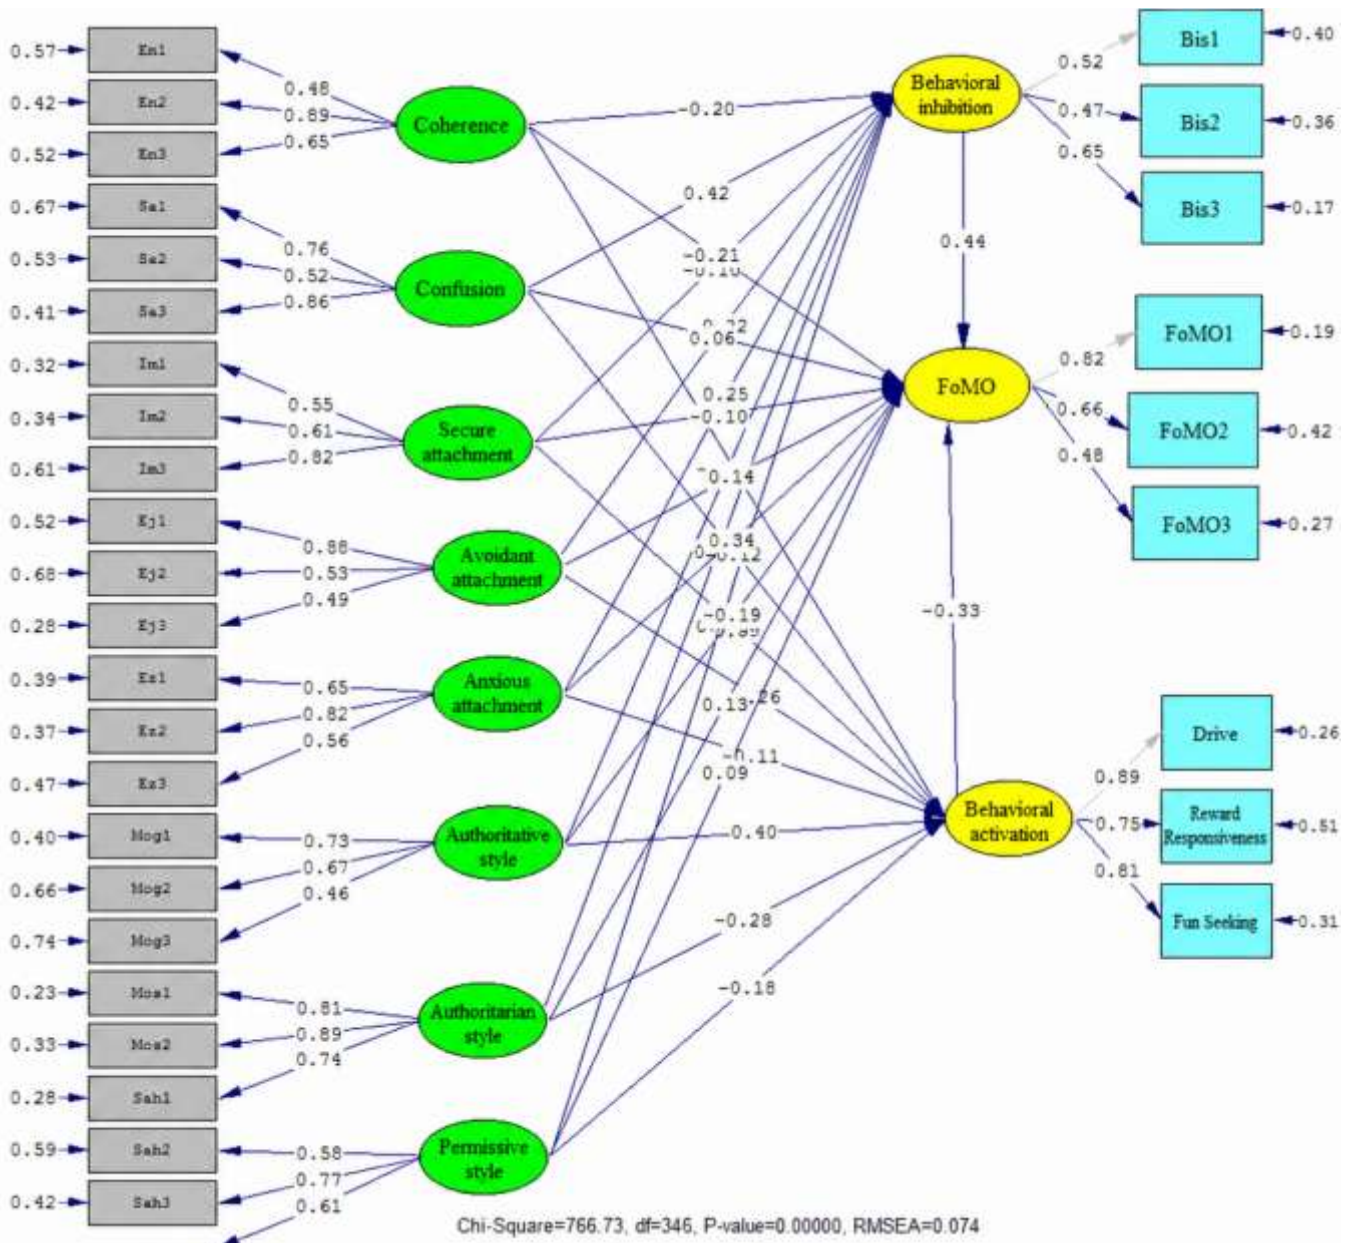 0.57
En1
0.42
En2
0.52
En3
0.67
Sa1
0.53
Sa2
0.41
Sa3
0.32
Im1
0.34
Im2
0.61
Im3
0.52
Ej1
0.68
Ej2
0.28
Ej3
0.39
Ez1
0.37
Ez2
0.47
Ez3
0.40
Mog1
0.66
Mog2
0.74
Mog3
0.23
Mos1
0.33
Mos2
0.28
Sah1
0.59
Sah2
0.42
Sah3
0.48
0.89
0.65
0.76
0.52
0.86
0.55
0.61
0.82
0.88
0.53
0.49
0.65
0.82
0.56
0.73
0.67
0.46
0.81
0.89
0.74
0.58
0.77
0.61
Coherence
Confusion
Secure
attachment
Avoidant
attachment
Anxious
attachment
Authoritative
style
Authoritarian
style
Permissive
style
-0.20
0.42
-0.21
0.06
0.25
-0.10
0.14
0.34
-0.19
0.13
-0.11
0.09
0.40
-0.28
-0.18
Behavioral
inhibition
0.44
FoMO
-0.33
Behavioral
activation
0.52
0.47
0.65
Bis1
0.40
Bis2
0.36
Bis3
0.17
0.82
0.66
0.48
FoMO1
0.19
FoMO2
0.42
FoMO3
0.27
0.89
0.75
0.81
Drive
0.26
Reward
Responsiveness
0.51
Fun Seeking
0.31
Chi-Square=766.73, df=346, P-value=0.00000, RMSEA=0.074